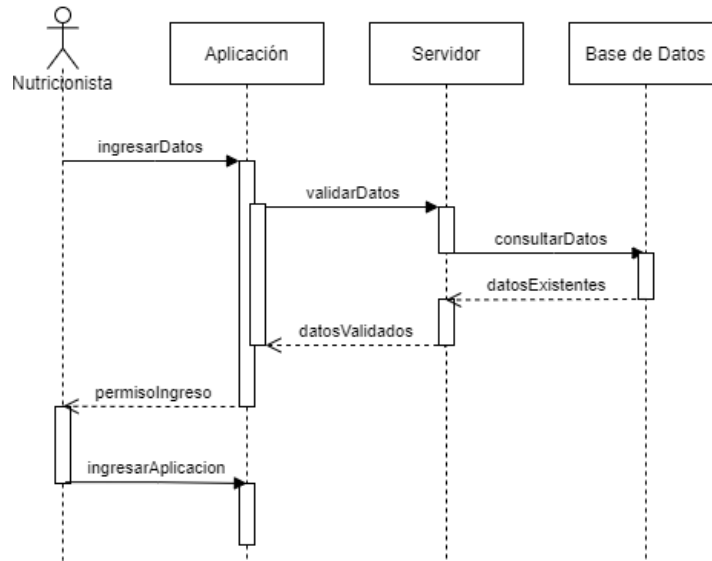 Nutricionista
Aplicación
Servidor
Base de Datos
ingresarDatos
validarDatos
consultarDatos
datosExistentes
datosValidados
permisoIngreso
ingresarAplicacion